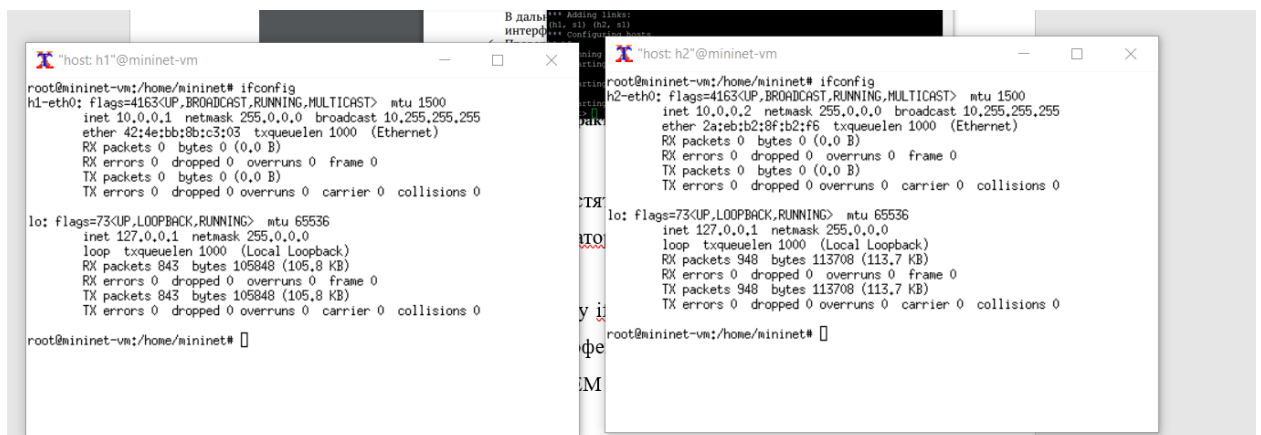 В
интерф
*** Adding links:
(h1, s1) (h2, s1)
*** Configuring hosts
"host: h1"@mininet-vm
root@mininet-vm:/home/mininet# ifconfig
h1-eth0: flags=4163<UP,BROADCAST,RUNNING,MULTICAST>  mtu 1500
inet 10.0.0.1  netmask 255.0.0.0  broadcast 10.255.255.255
ether 42:4e:bb:8b:c3:03  txqueuelen 1000  (Ethernet)
RX packets 0  bytes 0 (0.0 B)
RX errors 0  dropped 0  overruns 0  frame 0
TX packets 0  bytes 0 (0.0 B)
TX errors 0  dropped 0 overruns 0  carrier 0  collisions 0
lo: flags=73<UP,LOOPBACK,RUNNING>  mtu 65536
inet 127.0.0.1  netmask 255.0.0.0
loop  txqueuelen 1000  (Local Loopback)
RX packets 843  bytes 105848 (105.8 KB)
RX errors 0  dropped 0  overruns 0  frame 0
TX packets 843  bytes 105848 (105.8 KB)
TX errors 0  dropped 0 overruns 0  carrier 0  collisions 0
root@mininet-vm:/home/mininet#
"host: h2"@mininet-vm
root@mininet-vm:/home/mininet# ifconfig
h2-eth0: flags=4163<UP,BROADCAST,RUNNING,MULTICAST>  mtu 1500
inet 10.0.0.2  netmask 255.0.0.0  broadcast 10.255.255.255
ether 2a:eb:b2:8f:b2:f6  txqueuelen 1000  (Ethernet)
RX packets 0  bytes 0 (0.0 B)
RX errors 0  dropped 0  overruns 0  frame 0
TX packets 0  bytes 0 (0.0 B)
TX errors 0  dropped 0 overruns 0  carrier 0  collisions 0
lo: flags=73<UP,LOOPBACK,RUNNING>  mtu 65536
inet 127.0.0.1  netmask 255.0.0.0
loop  txqueuelen 1000  (Local Loopback)
RX packets 948  bytes 113708 (113.7 KB)
RX errors 0  dropped 0  overruns 0  frame 0
TX packets 948  bytes 113708 (113.7 KB)
TX errors 0  dropped 0 overruns 0  carrier 0  collisions 0
root@mininet-vm:/home/mininet#